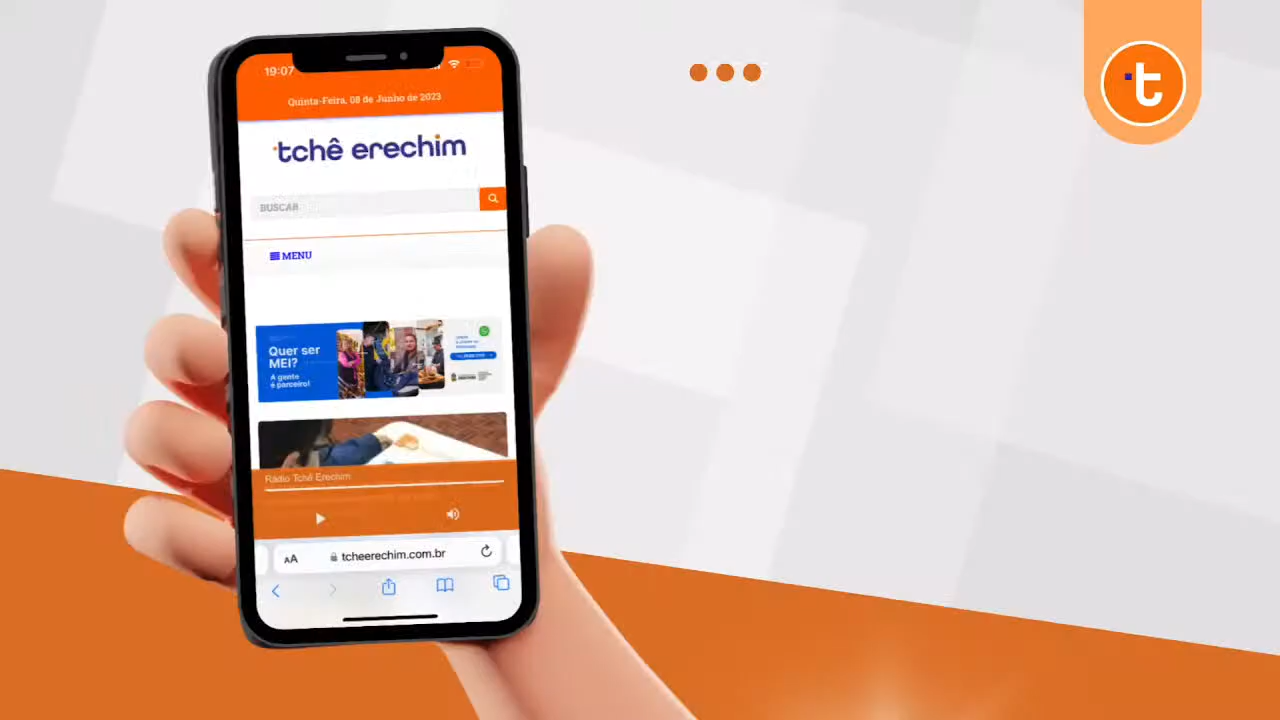 19:07
Quinta-Feira, 08 de Junho de 2023
tchê erechim
BUSCAR
MENU
Quer ser
MEI?
A gente
é parceiro!
Rádio Tchê Erechim
AA
tcheerechim.com.br
t